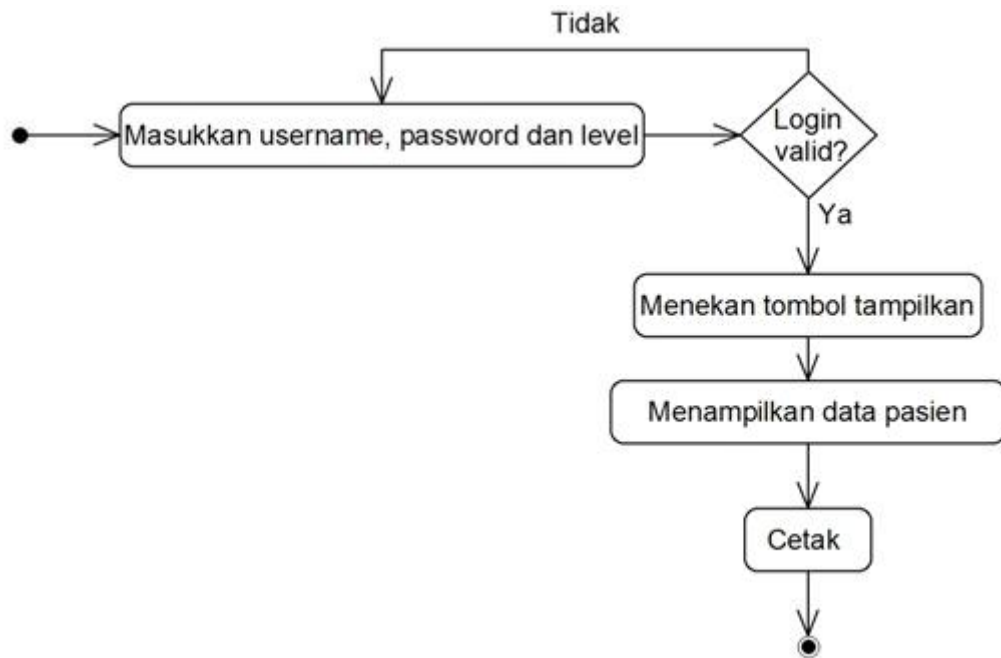 Tidak
Masukkan username, password dan level
Login
valid?
Ya
Menekan tombol tampilkan
Menampilkan data pasien
Cetak